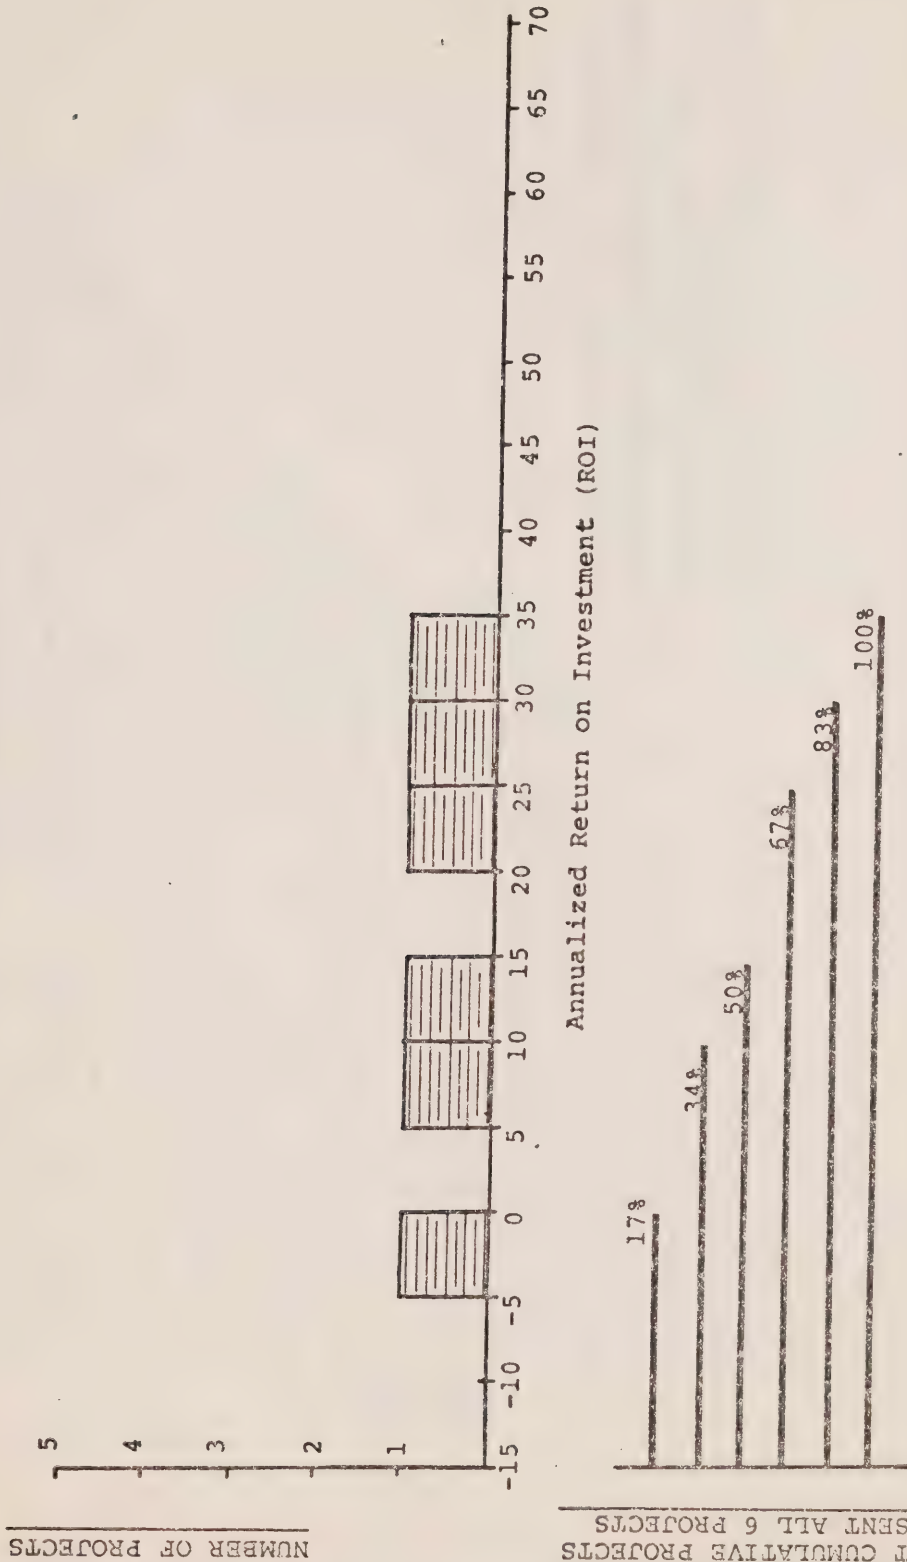 NUMBER OF PROJECTS
5
4
3
2
1
-15 -10 -5 0 5 10 15 20 25 30 35 40 45 50 55 60 65 70
Annualized Return on Investment (ROI)
CUMULATIVE PROJECTS
ALL 6 PROJECTS
17%
34%
50%
67%
83%
100%